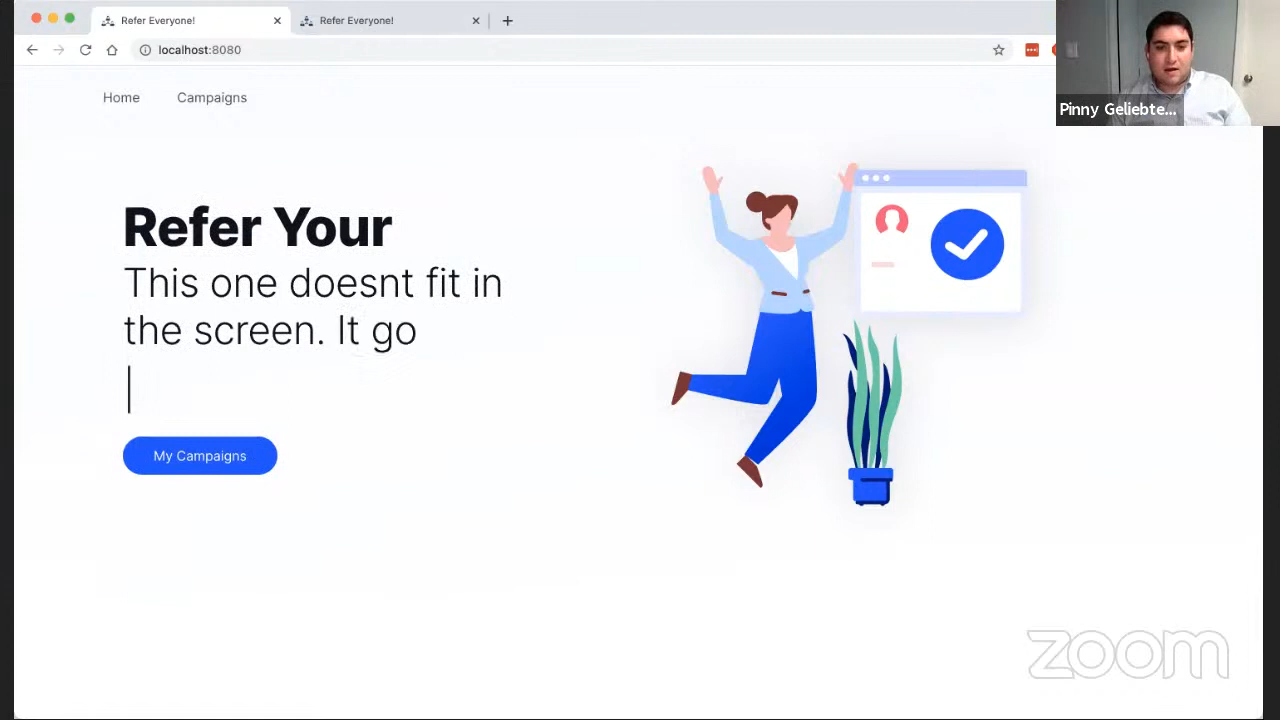 Refer Everyone!
Refer Everyone!
localhost:8080
Pinny Geliebte...
Home Campaigns
Refer Your
This one doesnt fit in
the screen. It go
My Campaigns
zoom